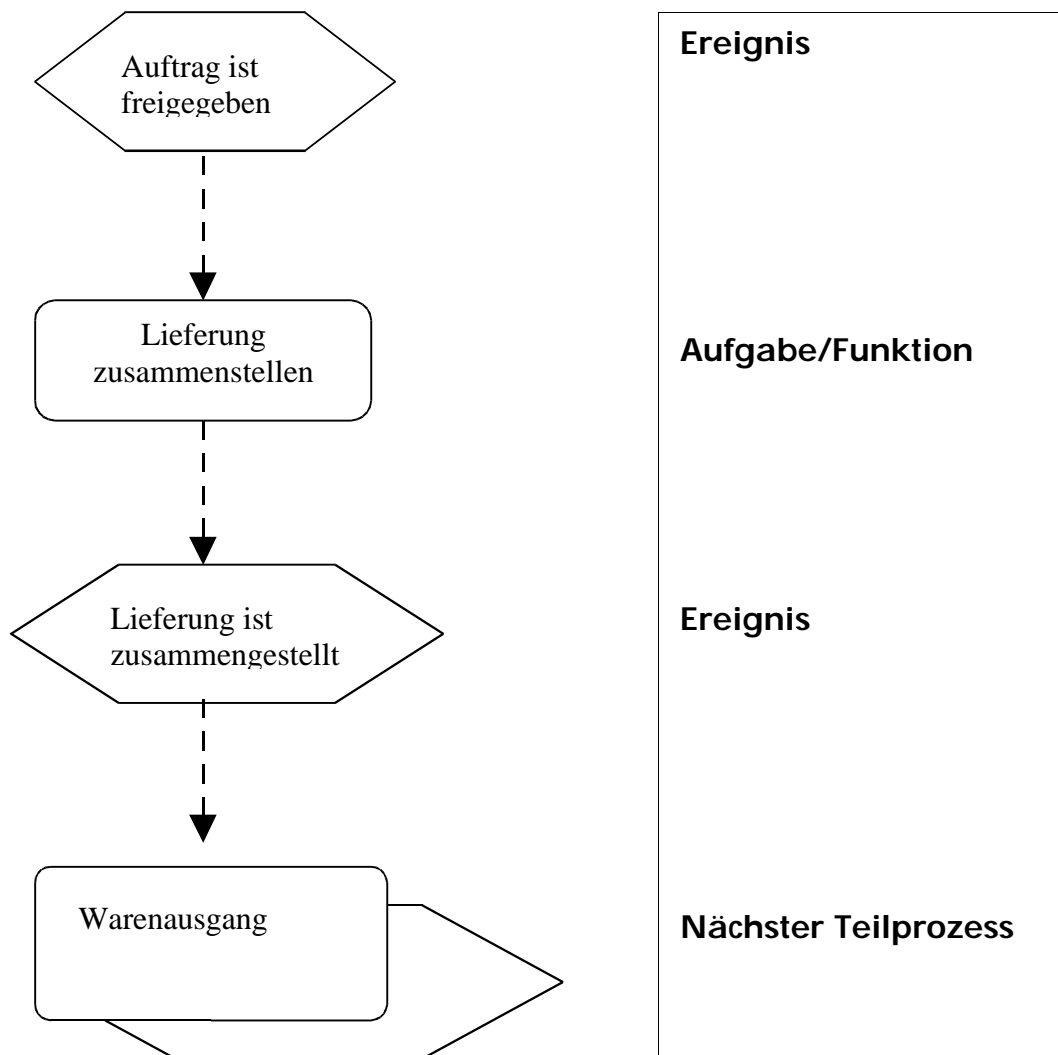 Auftrag ist
freigegeben
Ereignis
Lieferung
zusammenstellen
Aufgabe/Funktion
Lieferung ist
zusammengestellt
Ereignis
Warenausgang
Nächster Teilprozess